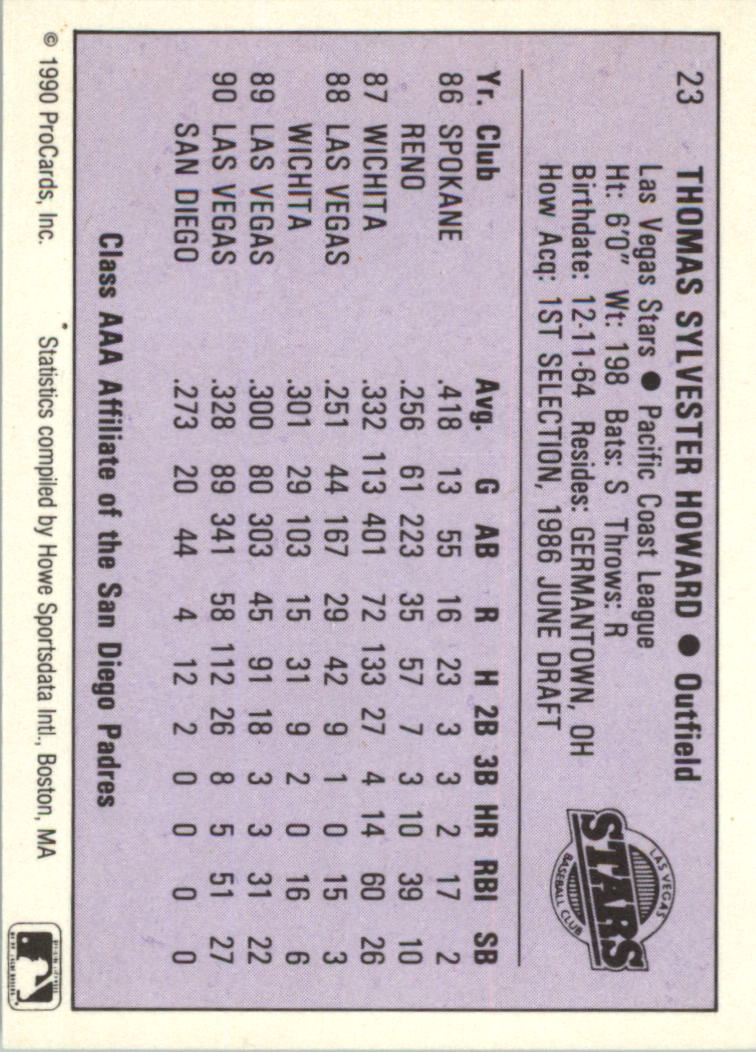 23 THOMAS SYLVESTER HOWARD ● Outfield
Las Vegas Stars ● Pacific Coast League
Ht: 6'0" Wt: 198 Bats: S Throws: R
Birthdate: 12-11-64 Resides: GERMANTOWN, OH
How Acq: 1ST SELECTION, 1986 JUNE DRAFT
LAS VEGAS
STARS
BASEBALL CLUB
Yr. Club Avg. G AB R H 2B 3B HR RBI SB
86 SPOKANE .418 13 55 16 23 3 3 2 17 2
RENO .256 61 223 35 57 7 3 10 39 10
87 WICHITA .332 113 401 72 133 27 4 14 60 26
88 LAS VEGAS .251 44 167 29 42 9 1 0 15 3
WICHITA .301 29 103 15 31 9 2 0 16 6
89 LAS VEGAS .300 80 303 45 91 18 3 3 31 22
90 LAS VEGAS .328 89 341 58 112 26 8 5 51 27
SAN DIEGO .273 20 44 4 12 2 0 0 0 0
Class AAA Affiliate of the San Diego Padres
© 1990 ProCards, Inc. Statistics compiled by Howe Sportsdata Intl., Boston, MA